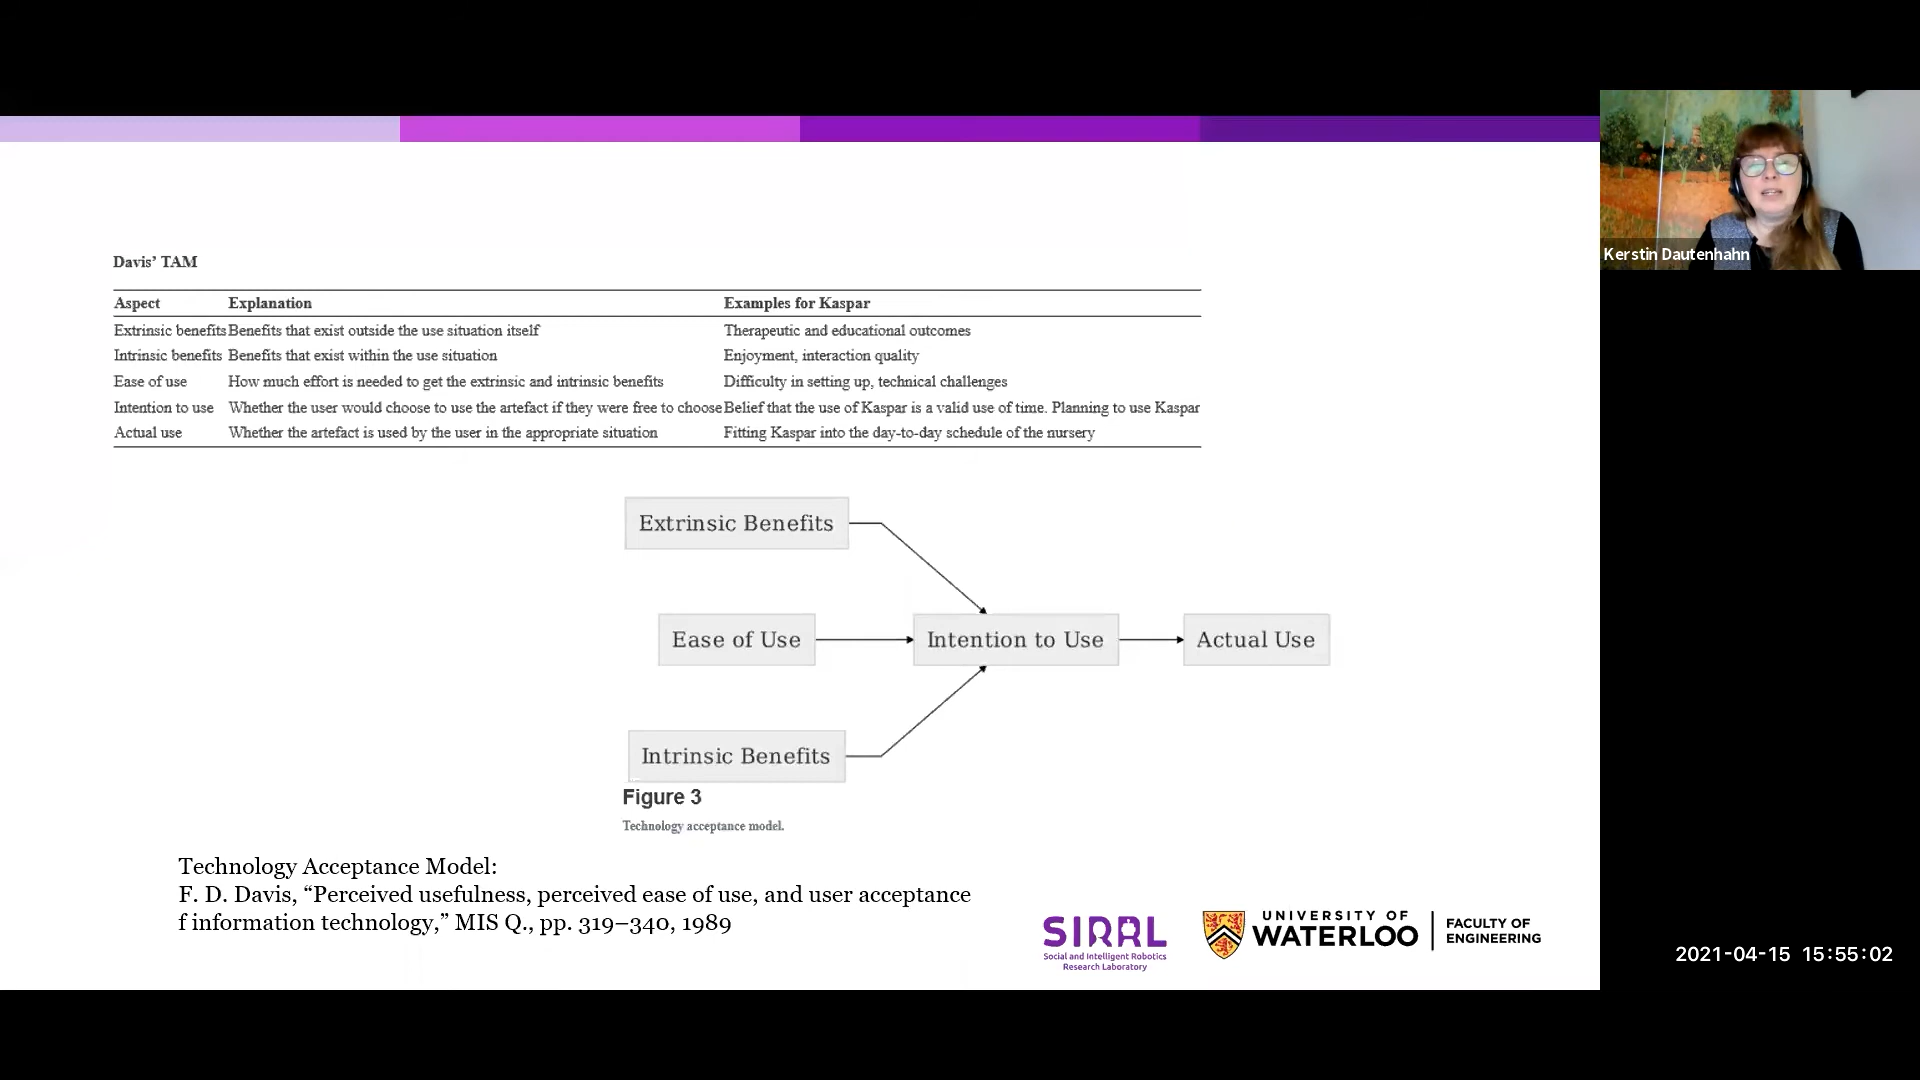 Davis’ TAM
Aspect Explanation Examples for Kaspar
Extrinsic benefits Benefits that exist outside the use situation itself Therapeutic and educational outcomes
Intrinsic benefits Benefits that exist within the use situation Enjoyment, interaction quality
Ease of use How much effort is needed to get the extrinsic and intrinsic benefits Difficulty in setting up, technical challenges
Intention to use Whether the user would choose to use the artefact if they were free to choose Belief that the use of Kaspar is a valid use of time. Planning to use Kaspar
Actual use Whether the artefact is used by the user in the appropriate situation Fitting Kaspar into the day-to-day schedule of the nursery
Extrinsic Benefits
Ease of Use
Intention to Use
Actual Use
Intrinsic Benefits
Figure 3
Technology acceptance model.
Technology Acceptance Model:
F. D. Davis, “Perceived usefulness, perceived ease of use, and user acceptance
f information technology,” MIS Q., pp. 319–340, 1989
SIRRL
Social and Intelligent Robotics
Research Laboratory
UNIVERSITY OF
WATERLOO
FACULTY OF
ENGINEERING
Kerstin Dautenhahn
2021-04-15 15:55:02